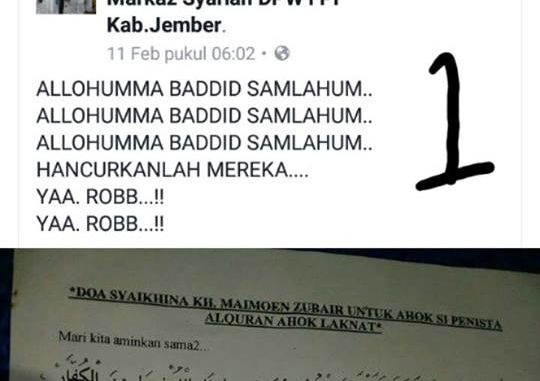 Markaz Syariah DPW FPI
Kab.Jember.
11 Feb pukul 06:02
ALLOHUMMA BADDID SAMLAHUM..
ALLOHUMMA BADDID SAMLAHUM..
ALLOHUMMA BADDID SAMLAHUM..
HANCURKANLAH MEREKA....
YAA. ROBB...!!
YAA. ROBB...!!
1
*DOA SYAIKHINA KH. MAIMOEN ZUBAIR UNTUK AHOK SI PENISTA
ALQURAN AHOK LAKNAT*
Mari kita aminkan sama2...